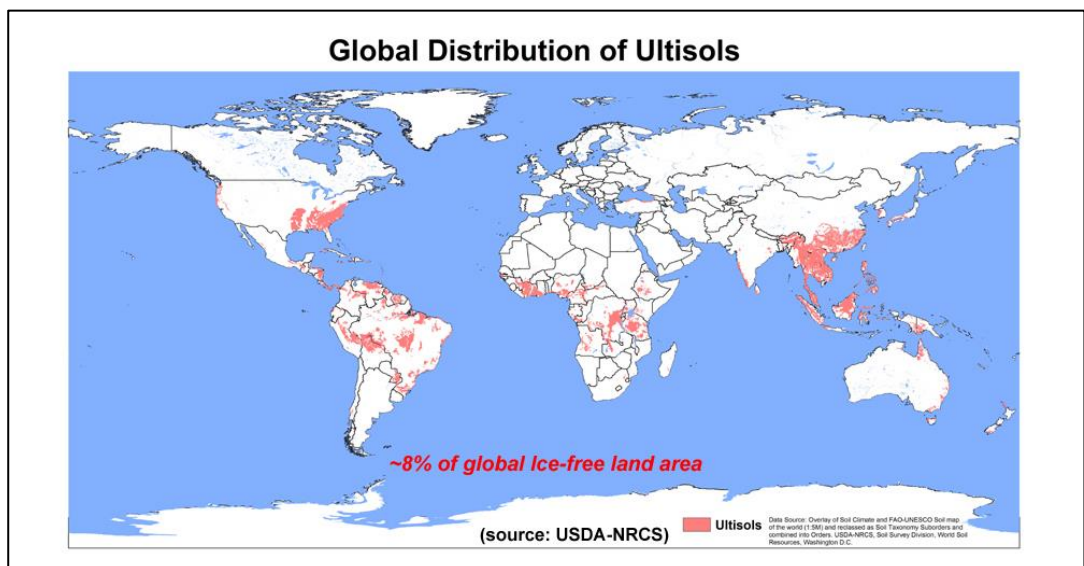 Global Distribution of Ultisols
~8% of global Ice-free land area
(source: USDA-NRCS)
Ultisols
Data Source: Overlay of Soil Climate and FAO-UNESCO Soil map
of the world (1:5M) and reclassed as Soil Taxonomy Suborders and
combined into Orders. USDA-NRCS, Soil Survey Division, World Soil
Resources, Washington D.C.